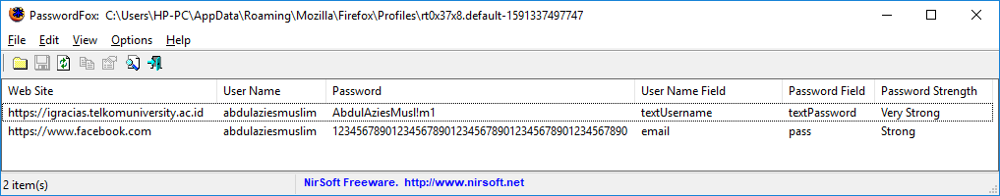 PasswordFox:  C:\Users\HP-PC\AppData\Roaming\Mozilla\Firefox\Profiles\rt0x37x8.default-1591337497747
File Edit View Options Help
Web Site User Name Password User Name Field Password Field Password Strength
https://igracias.telkomuniversity.ac.id abdulaziesmuslim AbdulAziesMusl!m1 textUsername textPassword Very Strong
https://www.facebook.com abdulaziesmuslim 12345678901234567890123456789012345678901234567890 email pass Strong
2 item(s) NirSoft Freeware.  http://www.nirsoft.net